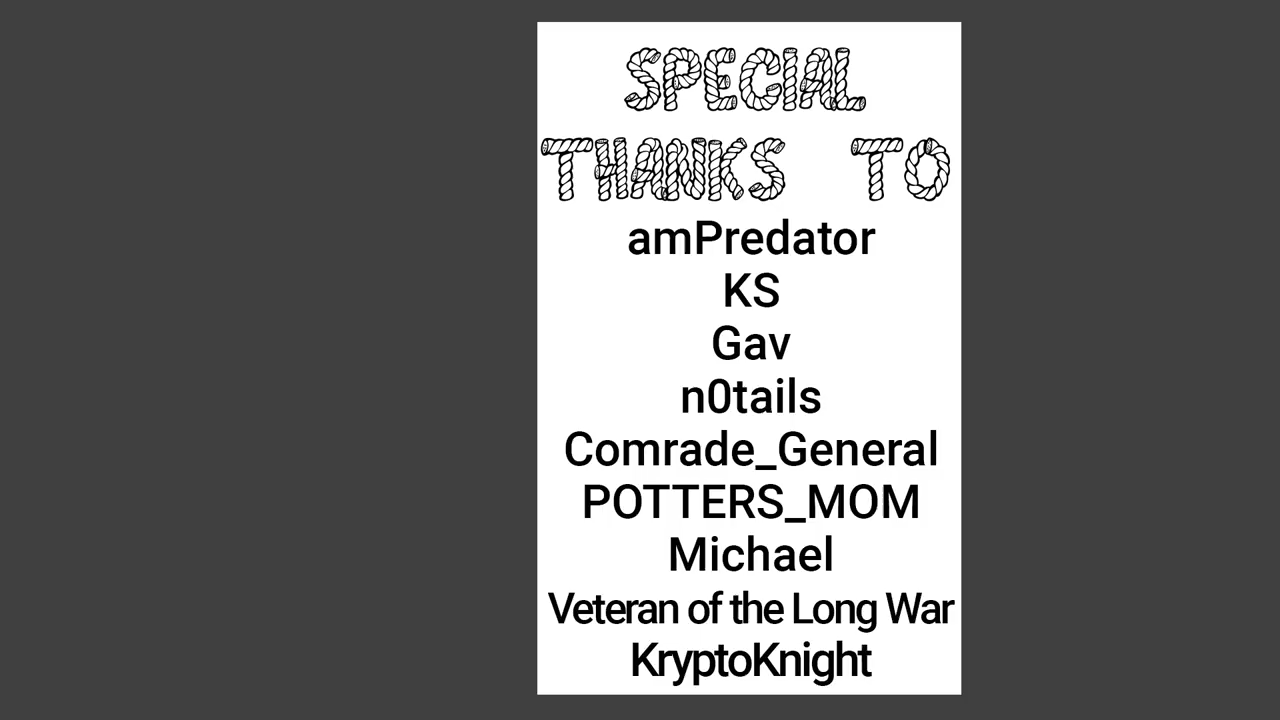 SPECIAL
THANKS TO
amPredator
KS
Gav
n0tails
Comrade_General
POTTERS_MOM
Michael
Veteran of the Long War
KryptoKnight